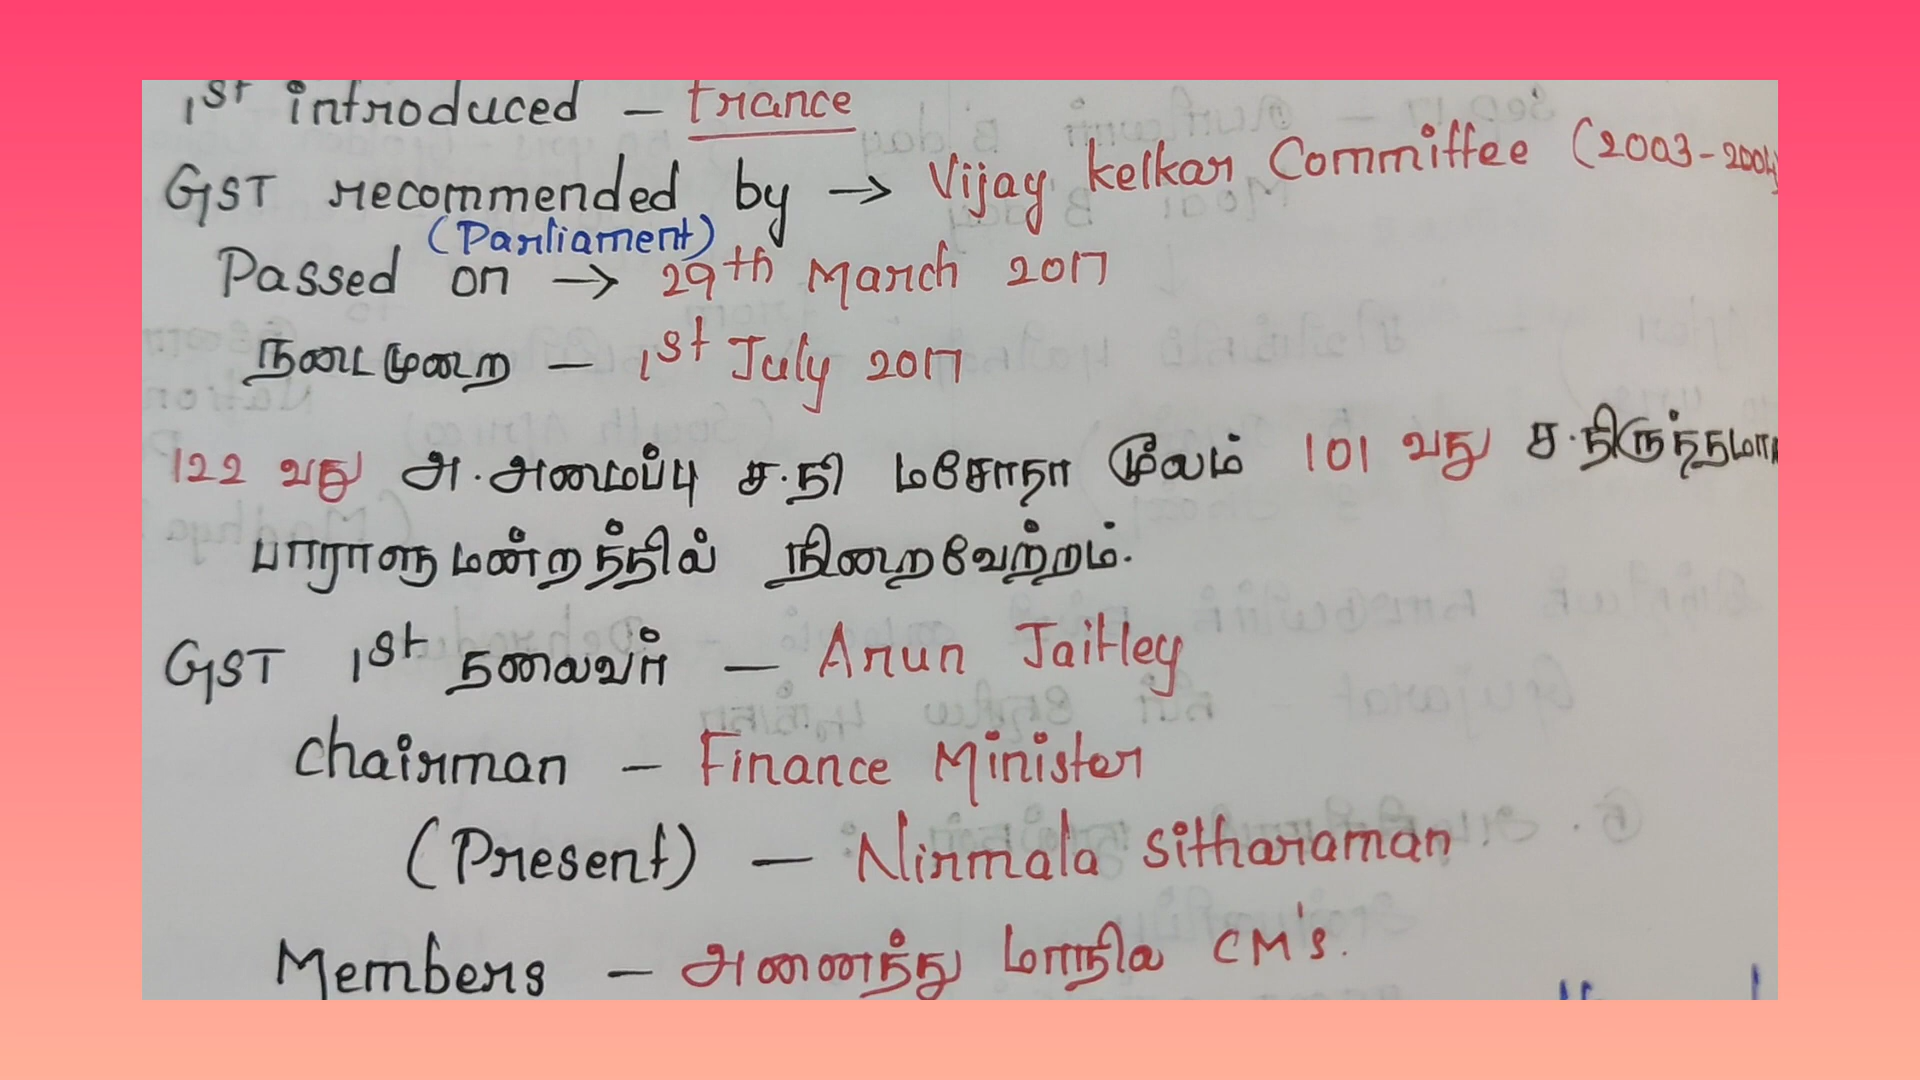 1st introduced – France
GST recommended by → Vijay kelkar Committee (2003-2004)
(Parliament)
Passed on → 29th March 2017
நடைமுறை – 1st July 2017
122 வது அ.அமைப்பு ச.தி மசோதா மூலம் 101 வது ச.திருத்தமாக
பாராளுமன்றத்தில் நிறைவேற்றம்.
GST 1st தலைவர் – Arun Jaitley
Chairman – Finance Minister
(Present) – Nirmala Sitharaman
Members – அனைத்து மாநில CM's.